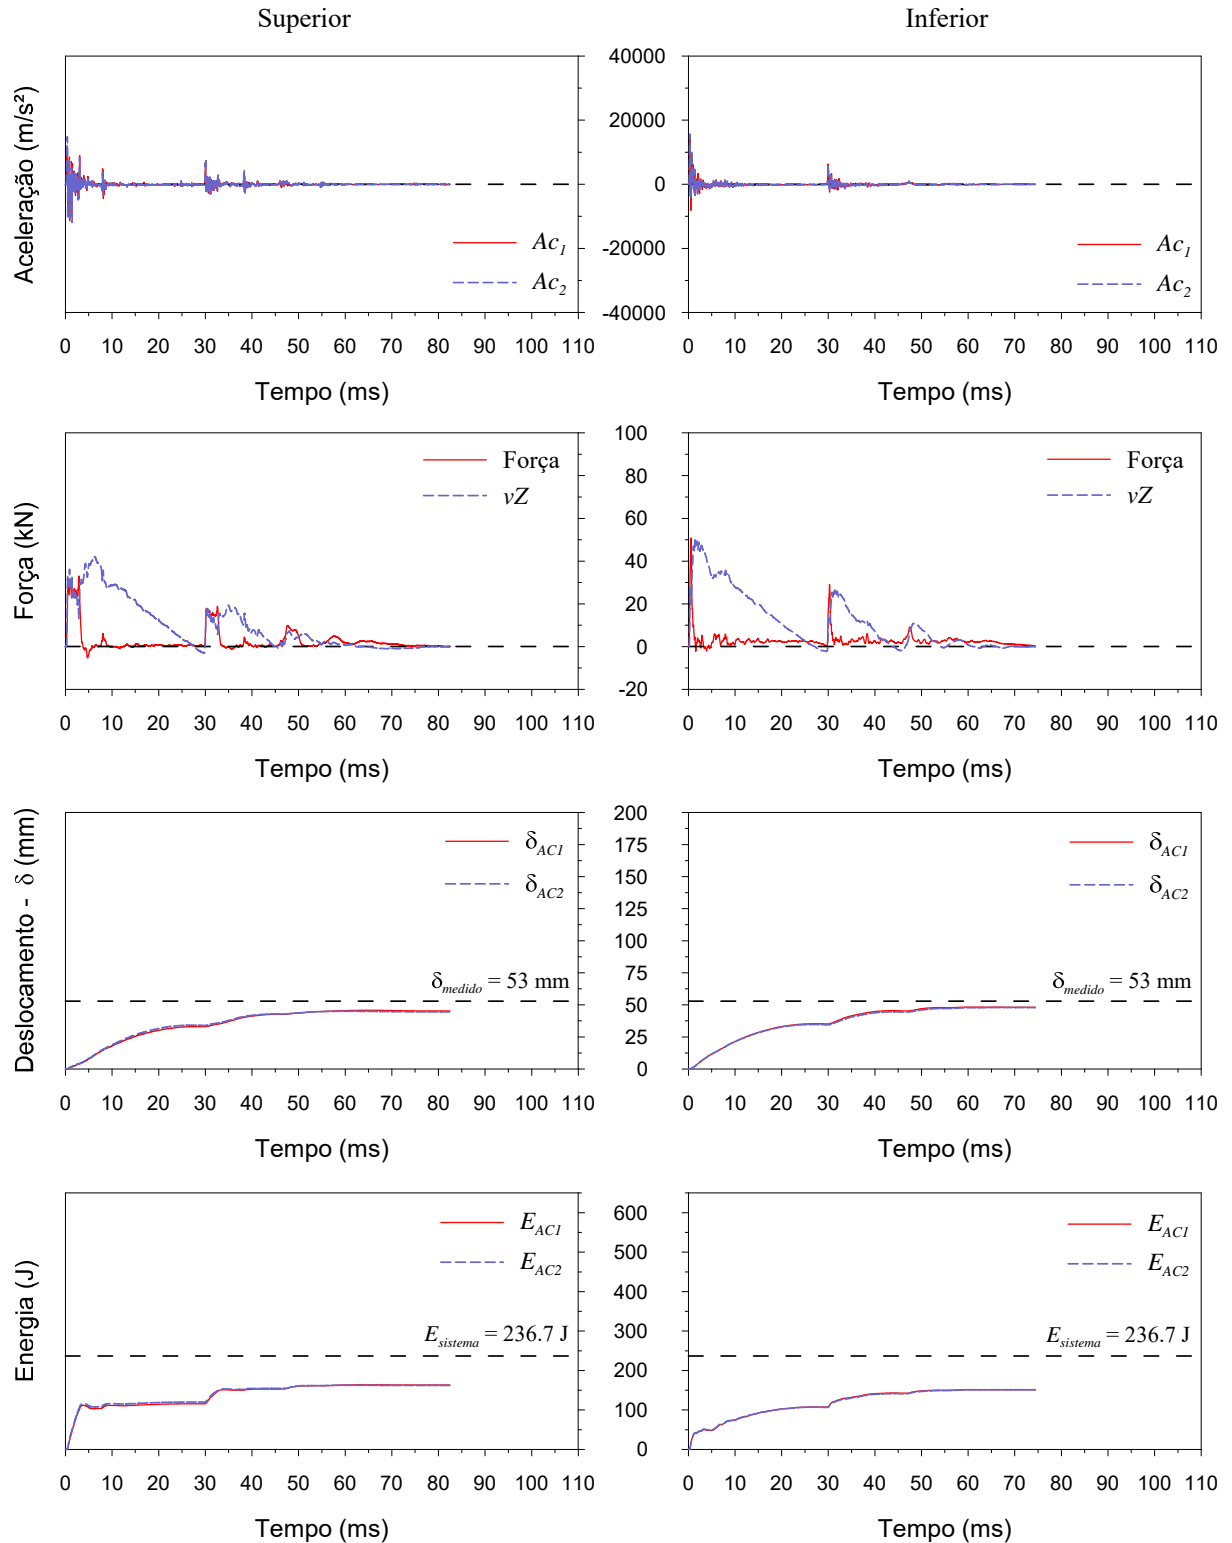 Superior
Inferior
Aceleração (m/s²)
40000
20000
0
-20000
-40000
Ac1
Ac2
Ac1
Ac2
0 10 20 30 40 50 60 70 80 90 100 110
0 10 20 30 40 50 60 70 80 90 100 110
Tempo (ms)
Tempo (ms)
Força (kN)
100
80
60
40
20
0
-20
Força
vZ
Força
vZ
0 10 20 30 40 50 60 70 80 90 100 110
0 10 20 30 40 50 60 70 80 90 100 110
Tempo (ms)
Tempo (ms)
Deslocamento - δ (mm)
200
175
150
125
100
75
50
25
0
δAC1
δAC2
δmedido = 53 mm
δAC1
δAC2
δmedido = 53 mm
0 10 20 30 40 50 60 70 80 90 100 110
0 10 20 30 40 50 60 70 80 90 100 110
Tempo (ms)
Tempo (ms)
Energia (J)
600
500
400
300
200
100
0
EAC1
EAC2
Esistema = 236.7 J
EAC1
EAC2
Esistema = 236.7 J
0 10 20 30 40 50 60 70 80 90 100 110
0 10 20 30 40 50 60 70 80 90 100 110
Tempo (ms)
Tempo (ms)